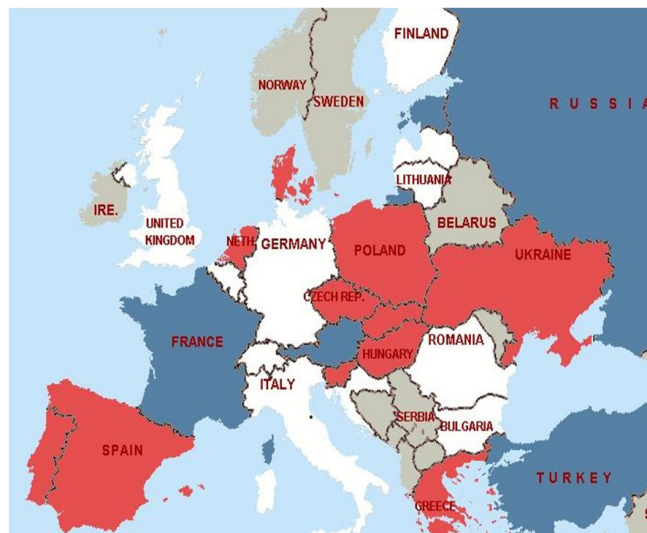 FINLAND
NORWAY
SWEDEN
RUSSIA
LITHUANIA
IRE.
UNITED
KINGDOM
NETH.
GERMANY
BELARUS
POLAND
UKRAINE
CZECH REP.
FRANCE
HUNGARY
ROMANIA
ITALY
SERBIA
BULGARIA
SPAIN
TURKEY
GREECE
S